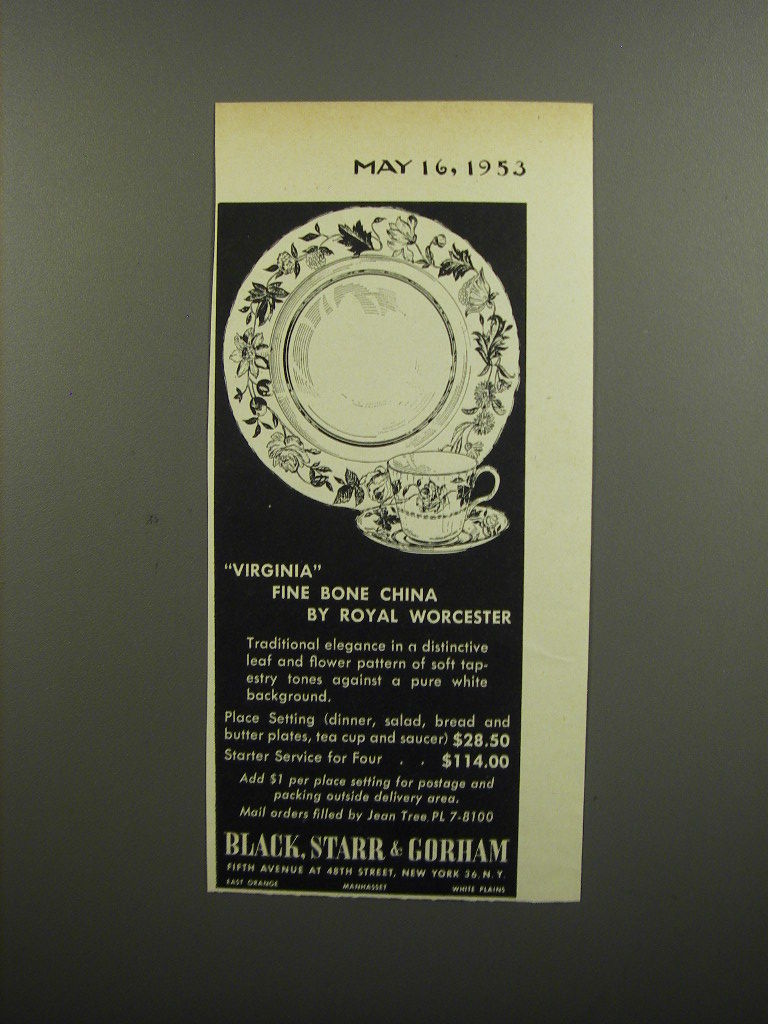 MAY 16, 1953
"VIRGINIA"
FINE BONE CHINA
BY ROYAL WORCESTER
Traditional elegance in a distinctive
leaf and flower pattern of soft tap-
estry tones against a pure white
background.
Place Setting (dinner, salad, bread and
butter plates, tea cup and saucer) $28.50
Starter Service for Four . . $114.00
Add $1 per place setting for postage and
packing outside delivery area.
Mail orders filled by Jean Tree PL 7-8100
BLACK, STARR & GORHAM
FIFTH AVENUE AT 48TH STREET, NEW YORK 36, N. Y.
EAST ORANGE MANHASSET WHITE PLAINS